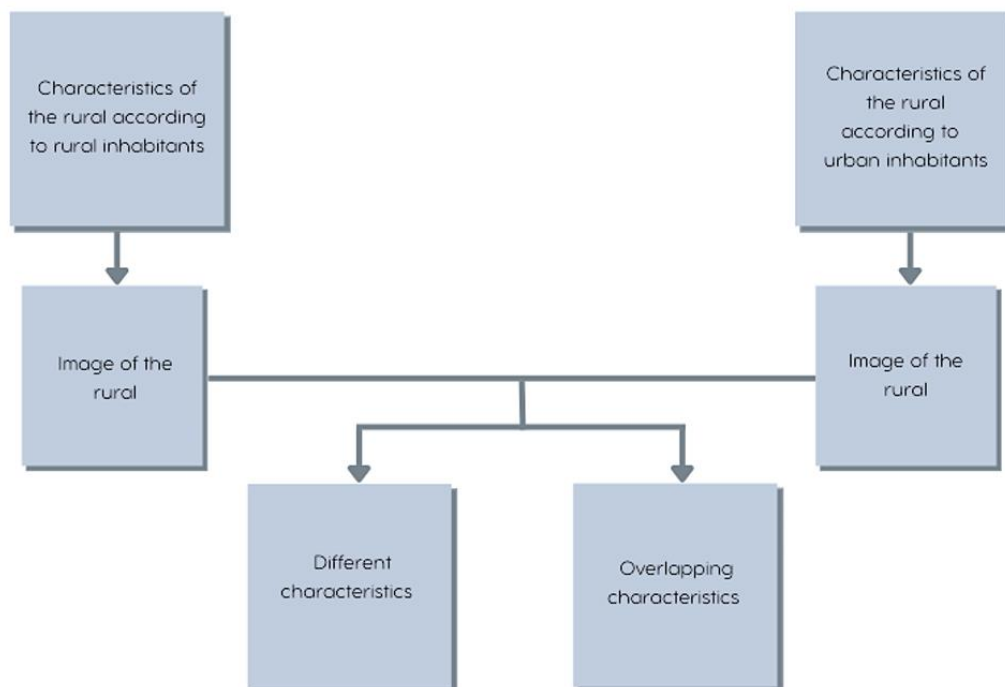 Characteristics of
the rural according
to rural inhabitants
Characteristics of
the rural
according to
urban inhabitants
Image of the
rural
Image of the
rural
Different
characteristics
Overlapping
characteristics